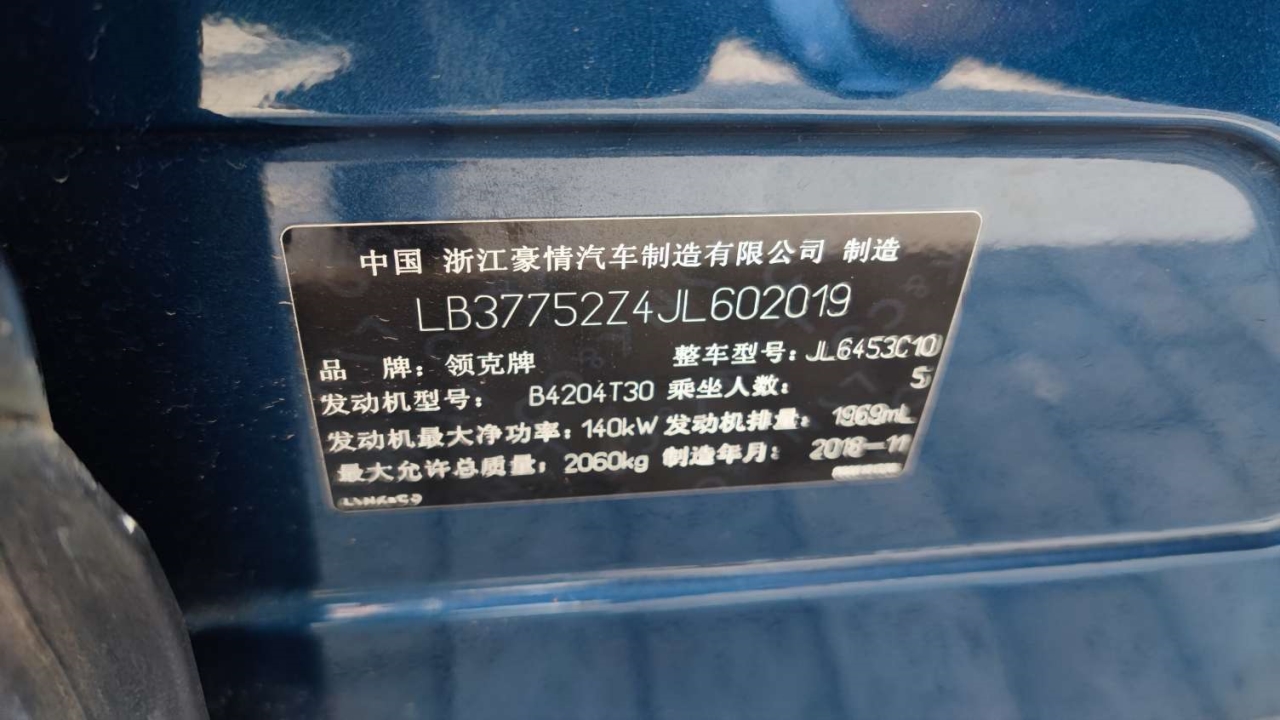 中国 浙江豪情汽车制造有限公司 制造
LB37752Z4JL602019
品 牌：领克牌 整车型号：JL6453C10
发动机型号： B4204T30 乘坐人数： 5
发动机最大净功率：140kW 发动机排量：1969mL
最大允许总质量：2060kg 制造年月：2018-11
LYNK&CO